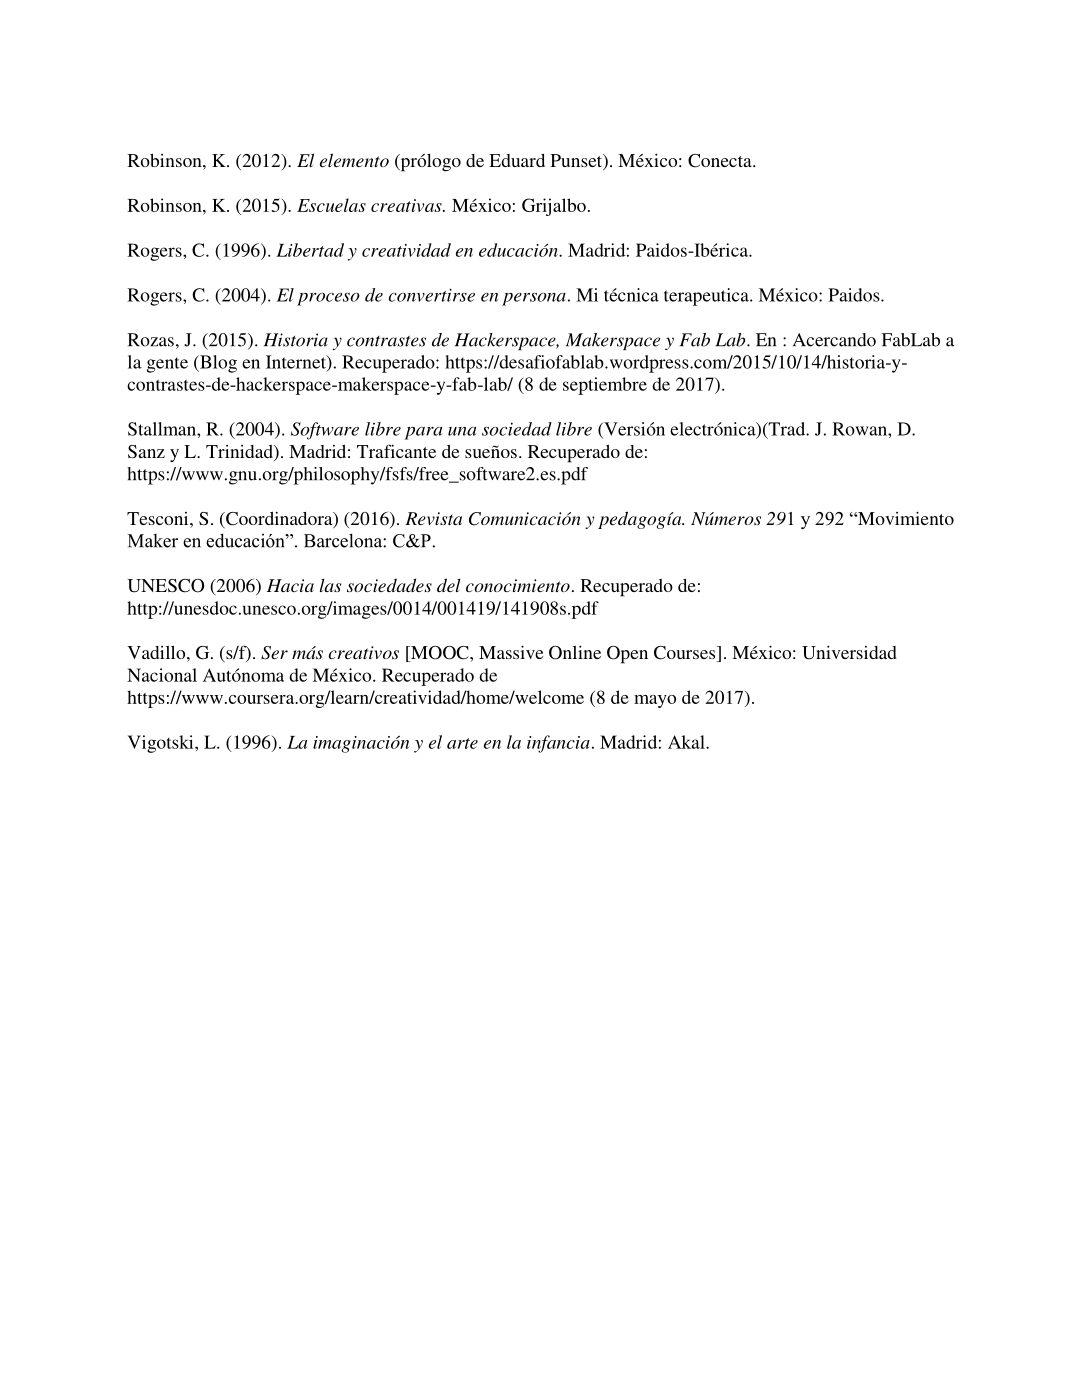 Robinson, K. (2012). El elemento (prólogo de Eduard Punset). México: Conecta.
Robinson, K. (2015). Escuelas creativas. México: Grijalbo.
Rogers, C. (1996). Libertad y creatividad en educación. Madrid: Paidos-Ibérica.
Rogers, C. (2004). El proceso de convertirse en persona. Mi técnica terapeutica. México: Paidos.
Rozas, J. (2015). Historia y contrastes de Hackerspace, Makerspace y Fab Lab. En : Acercando FabLab a
la gente (Blog en Internet). Recuperado: https://desafiofablab.wordpress.com/2015/10/14/historia-y-
contrastes-de-hackerspace-makerspace-y-fab-lab/ (8 de septiembre de 2017).
Stallman, R. (2004). Software libre para una sociedad libre (Versión electrónica)(Trad. J. Rowan, D.
Sanz y L. Trinidad). Madrid: Traficante de sueños. Recuperado de:
https://www.gnu.org/philosophy/fsfs/free_software2.es.pdf
Tesconi, S. (Coordinadora) (2016). Revista Comunicación y pedagogía. Números 291 y 292 “Movimiento
Maker en educación”. Barcelona: C&P.
UNESCO (2006) Hacia las sociedades del conocimiento. Recuperado de:
http://unesdoc.unesco.org/images/0014/001419/141908s.pdf
Vadillo, G. (s/f). Ser más creativos [MOOC, Massive Online Open Courses]. México: Universidad
Nacional Autónoma de México. Recuperado de
https://www.coursera.org/learn/creatividad/home/welcome (8 de mayo de 2017).
Vigotski, L. (1996). La imaginación y el arte en la infancia. Madrid: Akal.